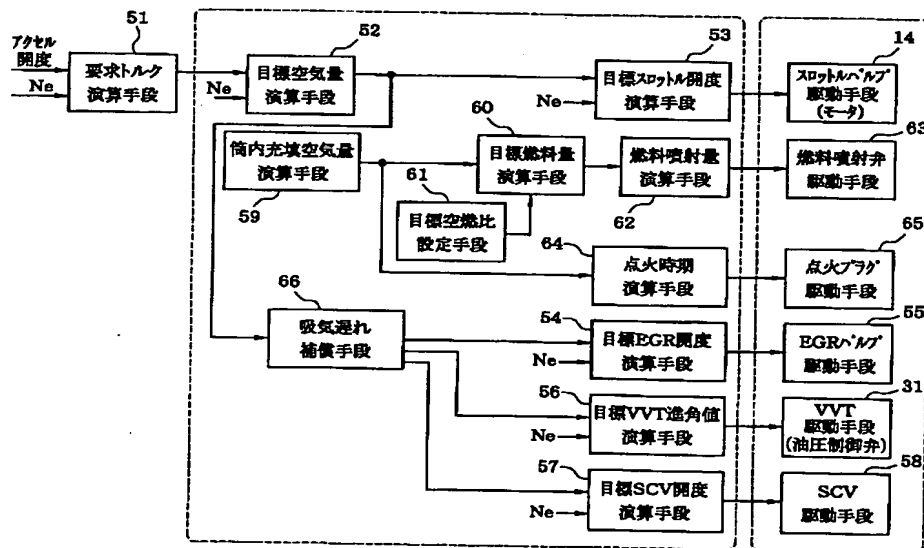 アクセル
開度
Ne
51
要求トルク
演算手段
52
Ne
目標空気量
演算手段
53
Ne
目標スロットル開度
演算手段
14
スロットルバルブ
駆動手段
(モータ)
筒内充填空気量
演算手段
59
60
目標燃料量
演算手段
61
目標空燃比
設定手段
燃料噴射量
演算手段
62
63
燃料噴射弁
駆動手段
64
点火時期
演算手段
65
点火プラグ
駆動手段
66
吸気遅れ
補償手段
54
Ne
目標EGR開度
演算手段
55
EGRバルブ
駆動手段
56
Ne
目標VVT進角値
演算手段
31
VVT
駆動手段
(油圧制御弁)
57
Ne
目標SCV開度
演算手段
58
SCV
駆動手段